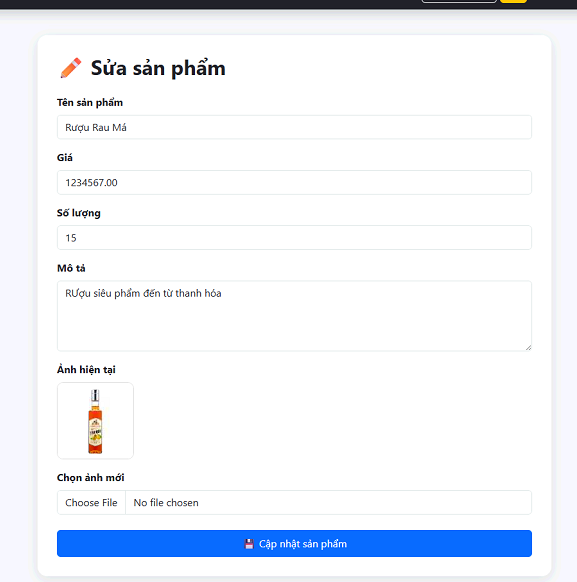 Sửa sản phẩm
Tên sản phẩm
Rượu Rau Má
Giá
1234567.00
Số lượng
15
Mô tả
RƯợu siêu phẩm đến từ thanh hóa
Ảnh hiện tại
Chọn ảnh mới
Choose File No file chosen
Cập nhật sản phẩm